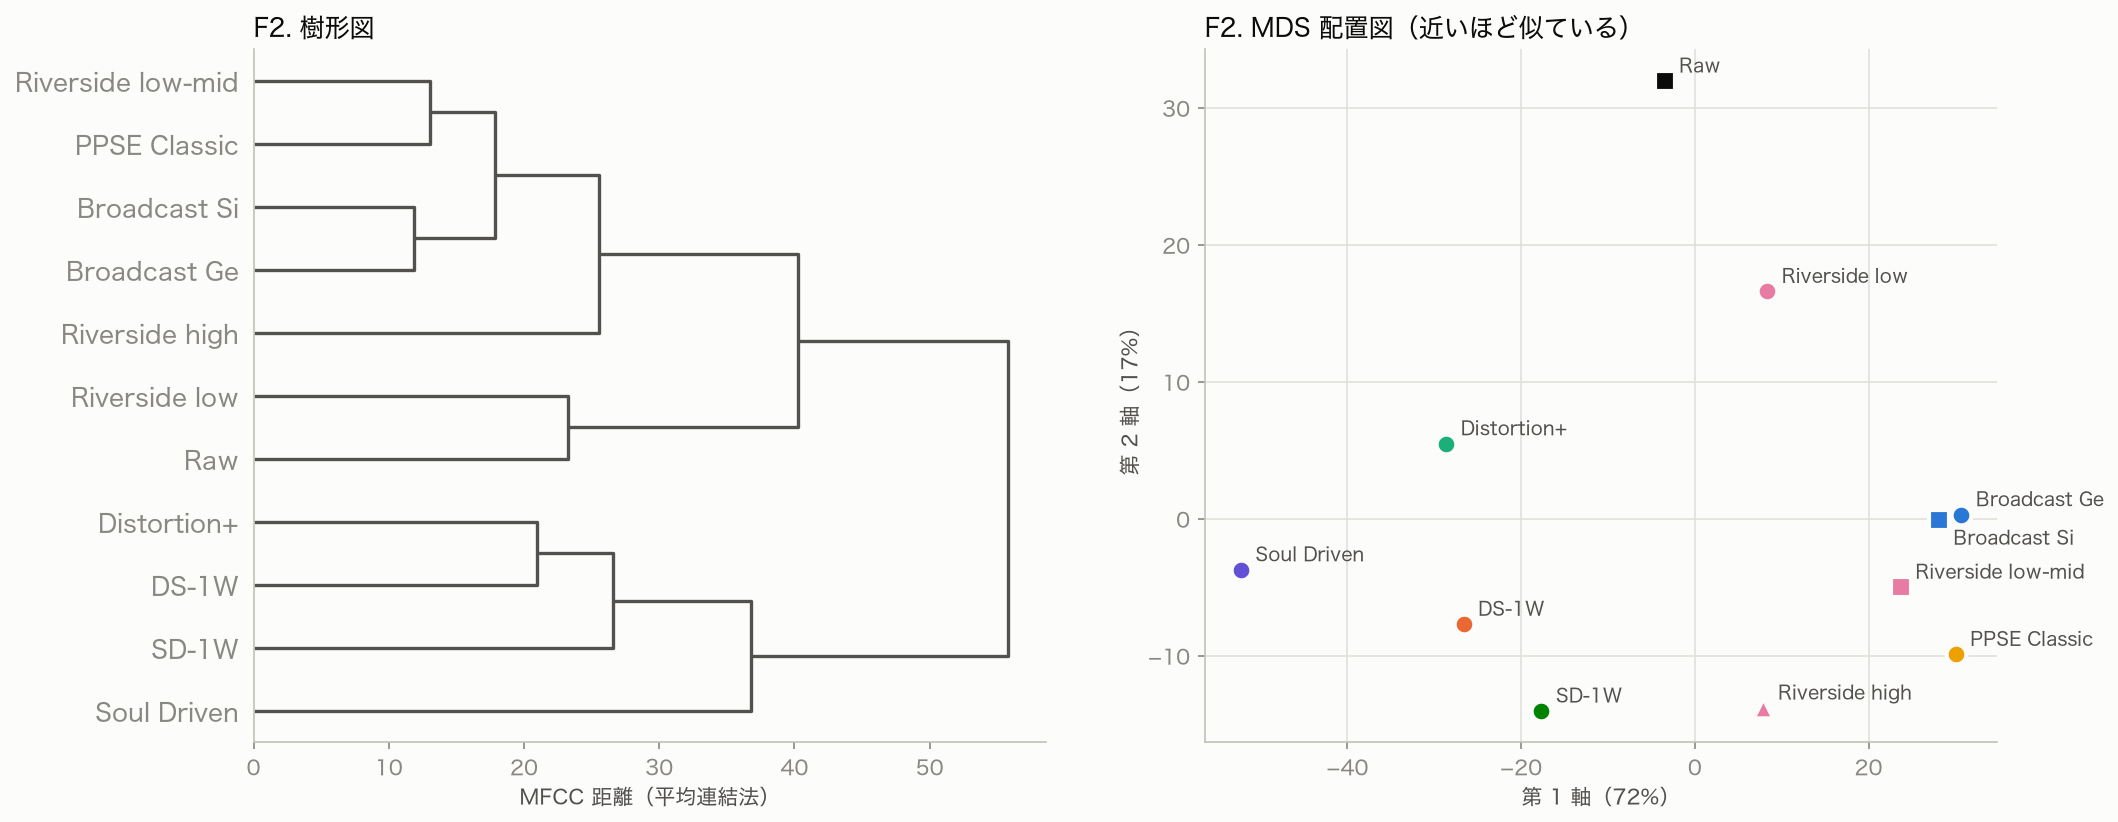 F2. 樹形図
Riverside low-mid
PPSE Classic
Broadcast Si
Broadcast Ge
Riverside high
Riverside low
Raw
Distortion+
DS-1W
SD-1W
Soul Driven
0 10 20 30 40 50
MFCC 距離（平均連結法）
F2. MDS 配置図（近いほど似ている）
第 2 軸（17%）
30
20
10
0
−10
Raw
Riverside low
Distortion+
Broadcast Ge
Broadcast Si
Soul Driven
Riverside low-mid
DS-1W
PPSE Classic
SD-1W
Riverside high
−40 −20 0 20
第 1 軸（72%）